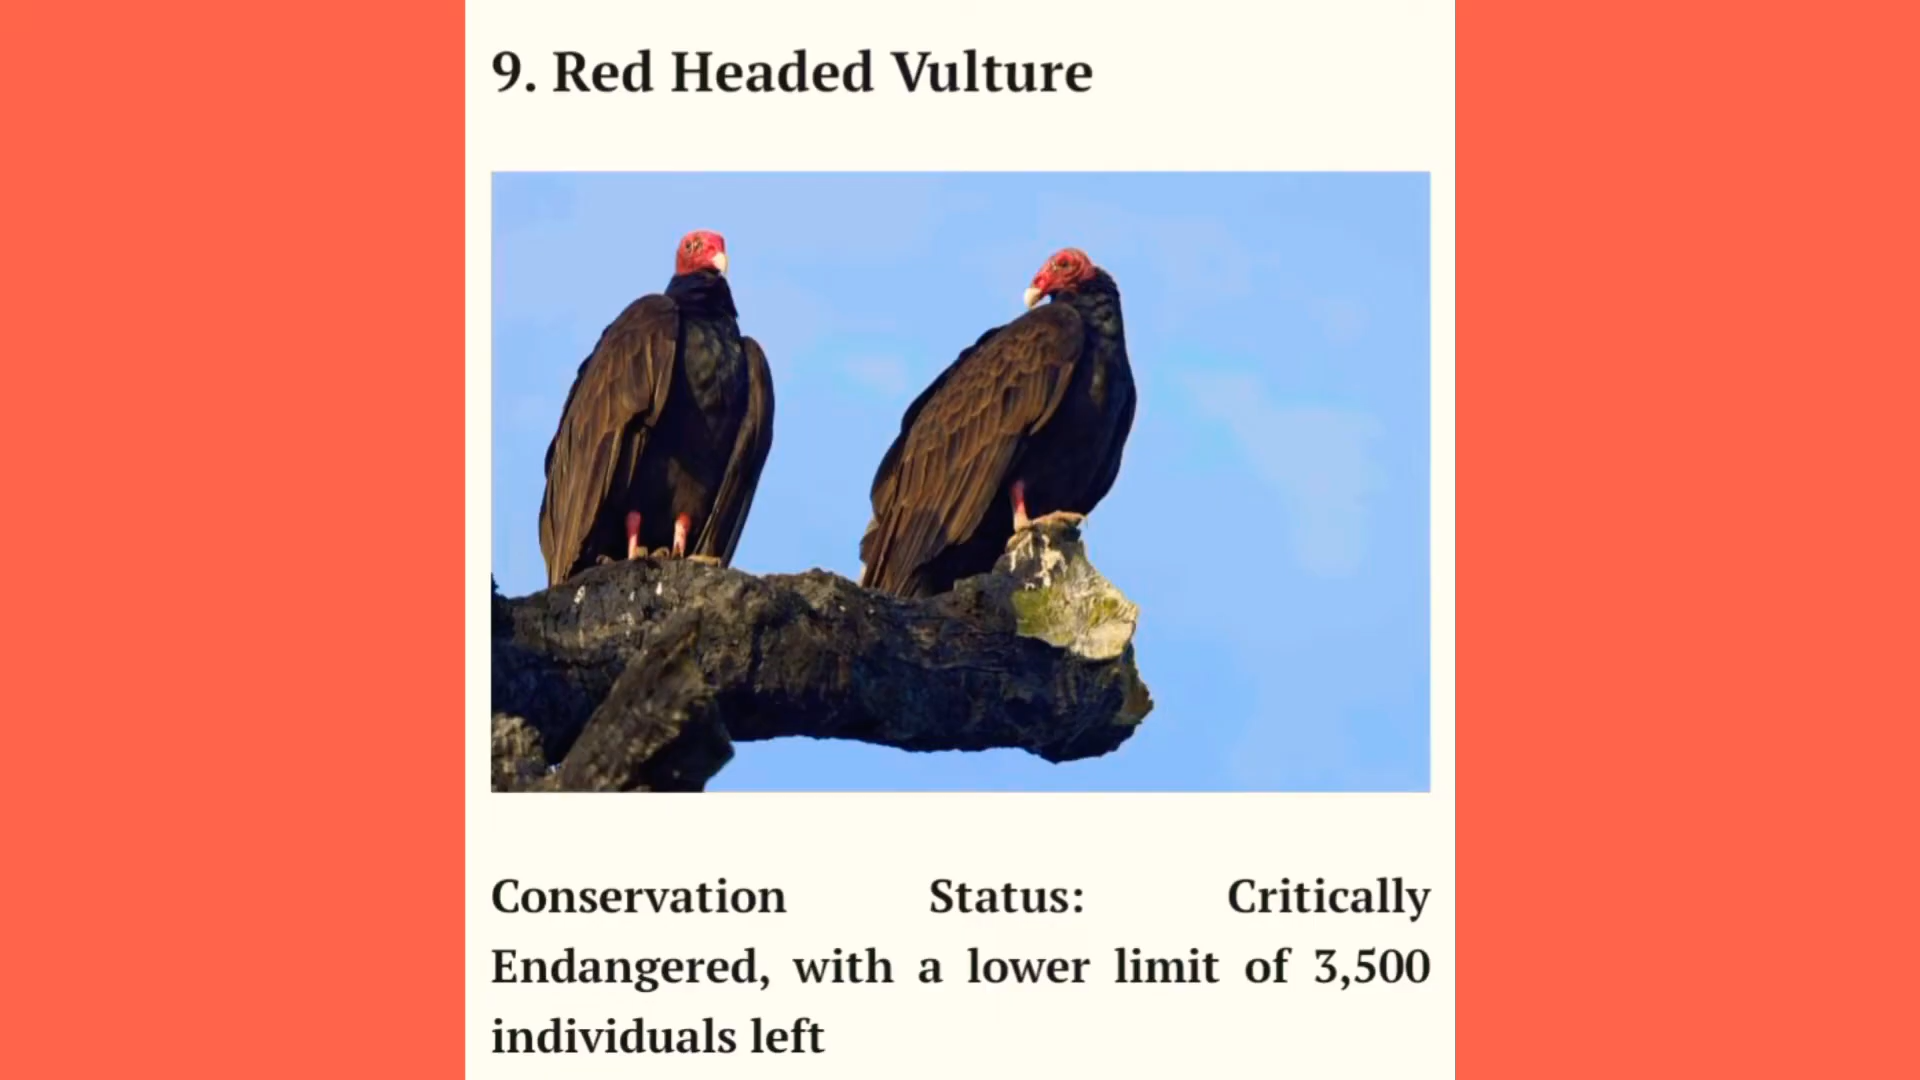 9. Red Headed Vulture
Conservation Status: Critically
Endangered, with a lower limit of 3,500
individuals left